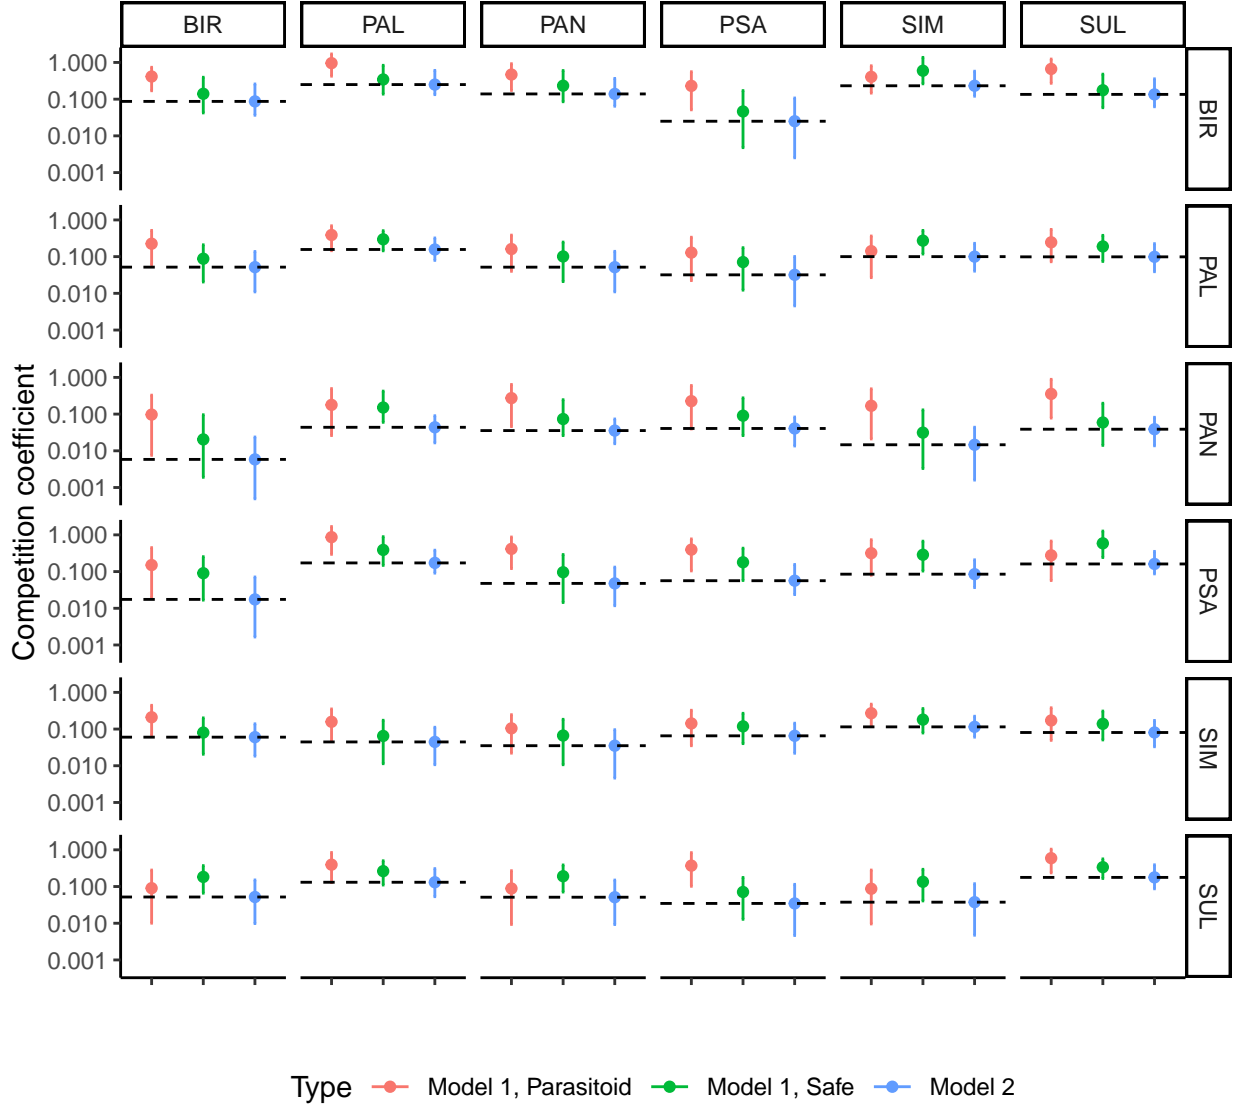 BIR PAL PAN PSA SIM SUL
1.000
0.100
0.010
0.001
BIR
1.000
0.100
0.010
0.001
PAL
1.000
0.100
0.010
0.001
PAN
1.000
0.100
0.010
0.001
PSA
1.000
0.100
0.010
0.001
SIM
1.000
0.100
0.010
0.001
SUL
Competition coefficient
Type Model 1, Parasitoid Model 1, Safe Model 2